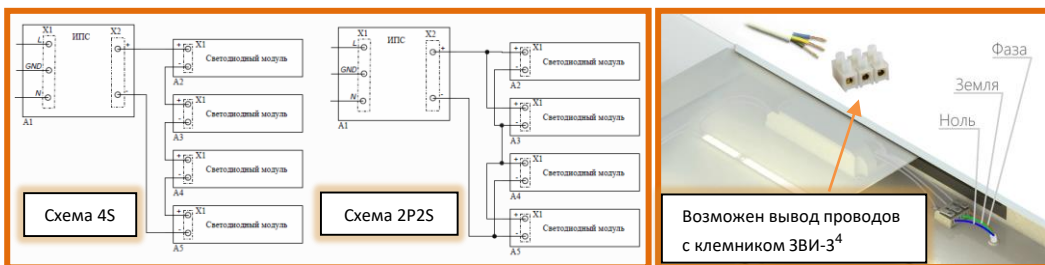 X1
ИПС
X2
L
+
GND
N
-
A1
+
X1
Светодиодный модуль
-
A2
+
X1
Светодиодный модуль
-
A3
+
X1
Светодиодный модуль
-
A4
+
X1
Светодиодный модуль
-
A5
Схема 4S
X1
ИПС
X2
L
+
GND
N
-
A1
+
X1
Светодиодный модуль
-
A2
+
X1
Светодиодный модуль
-
A3
+
X1
Светодиодный модуль
-
A4
+
X1
Светодиодный модуль
-
A5
Схема 2P2S
Фаза
Земля
Ноль
Возможен вывод проводов
с клемником ЗВИ-3⁴